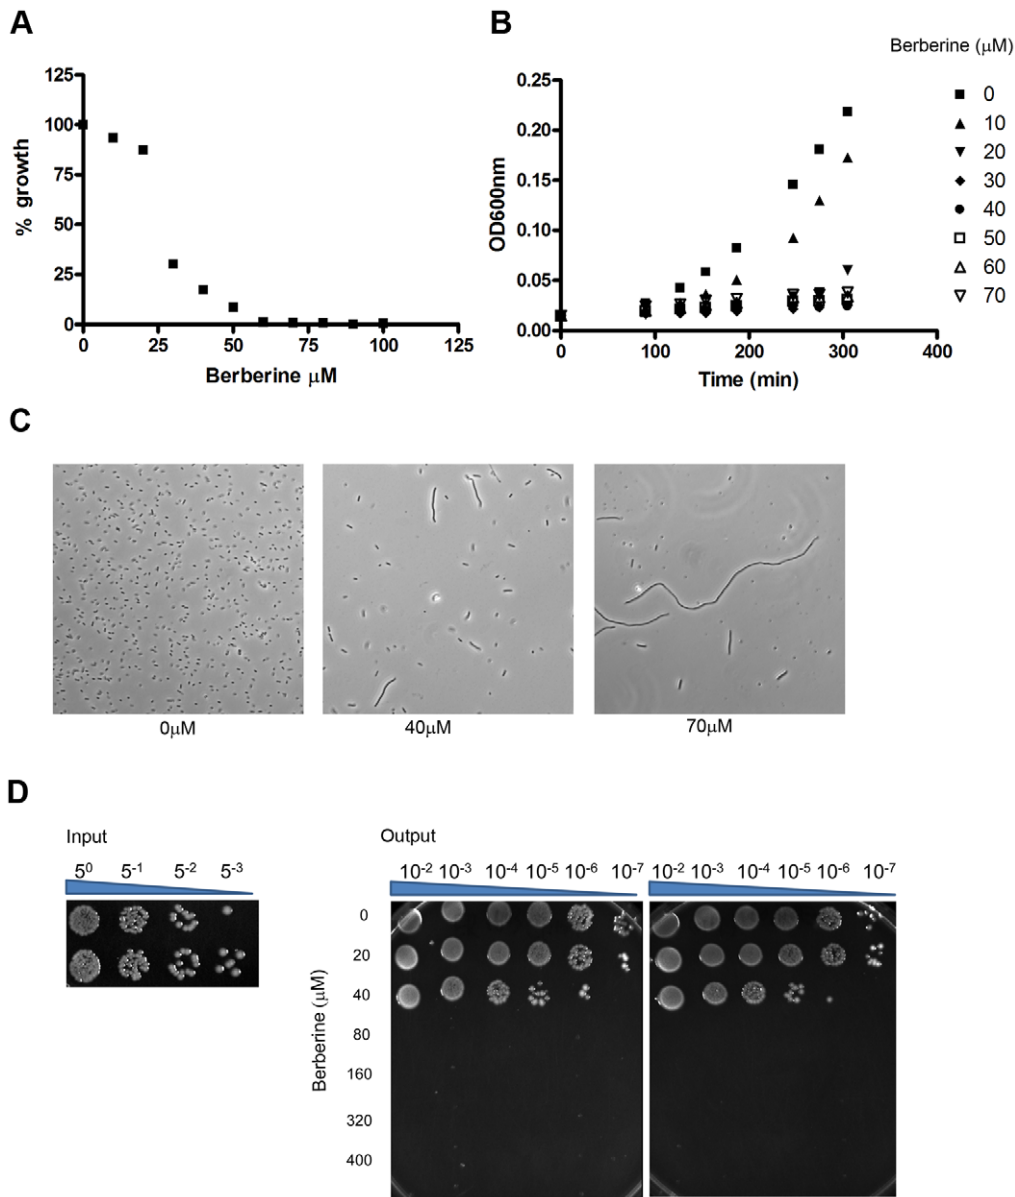 A
125
100
75
50
25
0
% growth
0 25 50 75 100 125
Berberine μM
B
Berberine (μM)
0.25
0.20
0.15
0.10
0.05
0.00
OD600nm
0 100 200 300 400
Time (min)
0
10
20
30
40
50
60
70
C
0μM 40μM 70μM
D
Input
5⁰ 5⁻¹ 5⁻² 5⁻³
Output
10⁻² 10⁻³ 10⁻⁴ 10⁻⁵ 10⁻⁶ 10⁻⁷ 10⁻² 10⁻³ 10⁻⁴ 10⁻⁵ 10⁻⁶ 10⁻⁷
Berberine (μM)
0
20
40
80
160
320
400